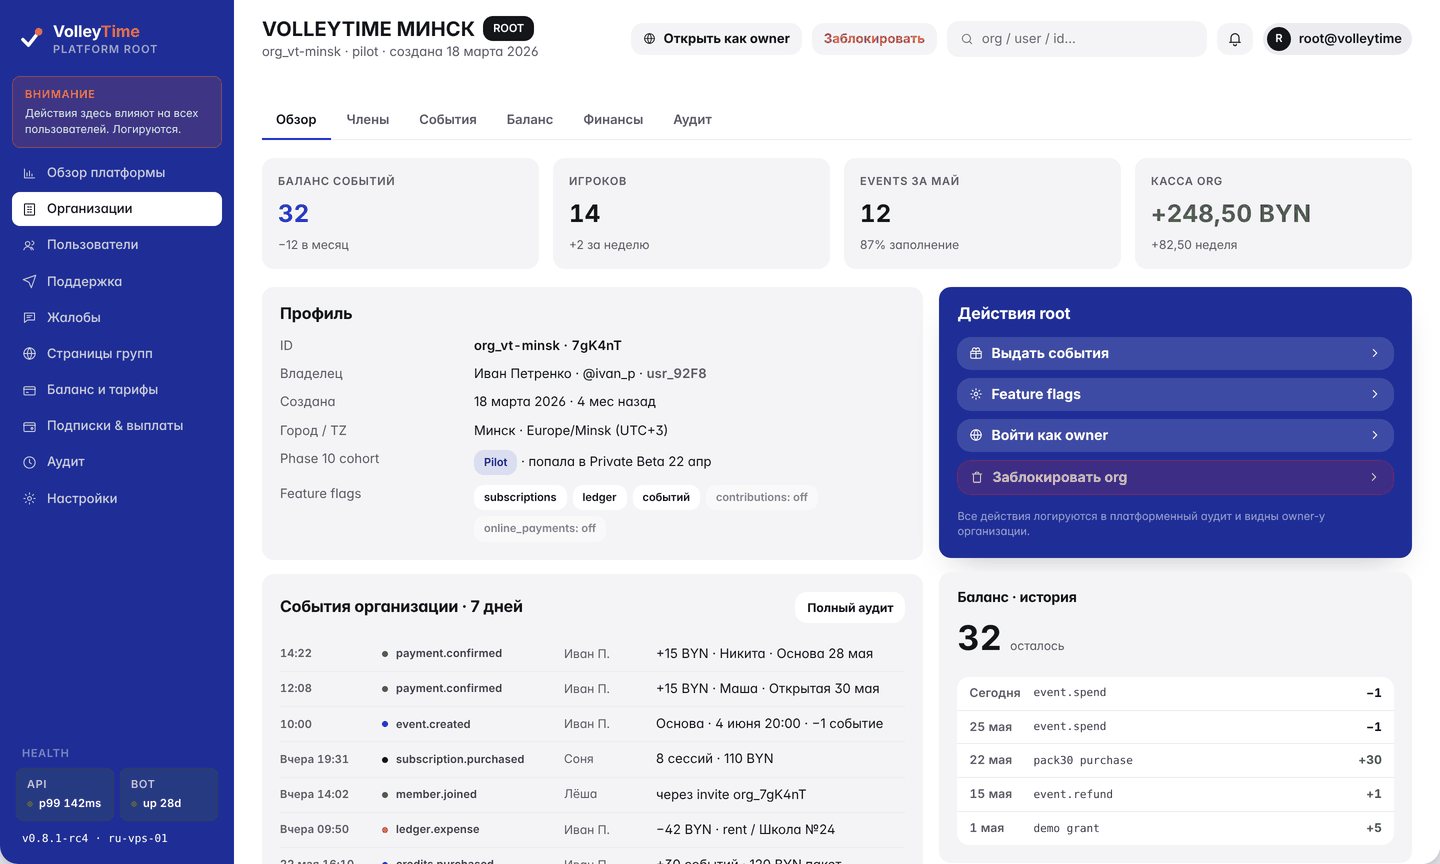 VolleyTime
PLATFORM ROOT
ВНИМАНИЕ
Действия здесь влияют на всех
пользователей. Логируются.
Обзор платформы
Организации
Пользователи
Поддержка
Жалобы
Страницы групп
Баланс и тарифы
Подписки & выплаты
Аудит
Настройки
HEALTH
API
p99 142ms
BOT
up 28d
v0.8.1-rc4 · ru-vps-01
VOLLEYTIME МИНСК ROOT
org_vt-minsk · pilot · создана 18 марта 2026
Открыть как owner
Заблокировать
org / user / id...
R root@volleytime
Обзор Члены События Баланс Финансы Аудит
БАЛАНС СОБЫТИЙ
32
−12 в месяц
ИГРОКОВ
14
+2 за неделю
EVENTS ЗА МАЙ
12
87% заполнение
КАССА ORG
+248,50 BYN
+82,50 неделя
Профиль
ID org_vt-minsk · 7gK4nT
Владелец Иван Петренко · @ivan_p · usr_92F8
Создана 18 марта 2026 · 4 мес назад
Город / TZ Минск · Europe/Minsk (UTC+3)
Phase 10 cohort Pilot · попала в Private Beta 22 апр
Feature flags subscriptions ledger событий contributions: off
online_payments: off
Действия root
Выдать события
Feature flags
Войти как owner
Заблокировать org
Все действия логируются в платформенный аудит и видны owner-у
организации.
События организации · 7 дней
Полный аудит
14:22 payment.confirmed Иван П. +15 BYN · Никита · Основа 28 мая
12:08 payment.confirmed Иван П. +15 BYN · Маша · Открытая 30 мая
10:00 event.created Иван П. Основа · 4 июня 20:00 · −1 событие
Вчера 19:31 subscription.purchased Соня 8 сессий · 110 BYN
Вчера 14:02 member.joined Лёша через invite org_7gK4nT
Вчера 09:50 ledger.expense Иван П. −42 BYN · rent / Школа №24
22 мая 16:10 credits.purchased Иван П. +30 событий · 120 BYN пакет
Баланс · история
32 осталось
Сегодня event.spend −1
25 мая event.spend −1
22 мая pack30 purchase +30
15 мая event.refund +1
1 мая demo grant +5